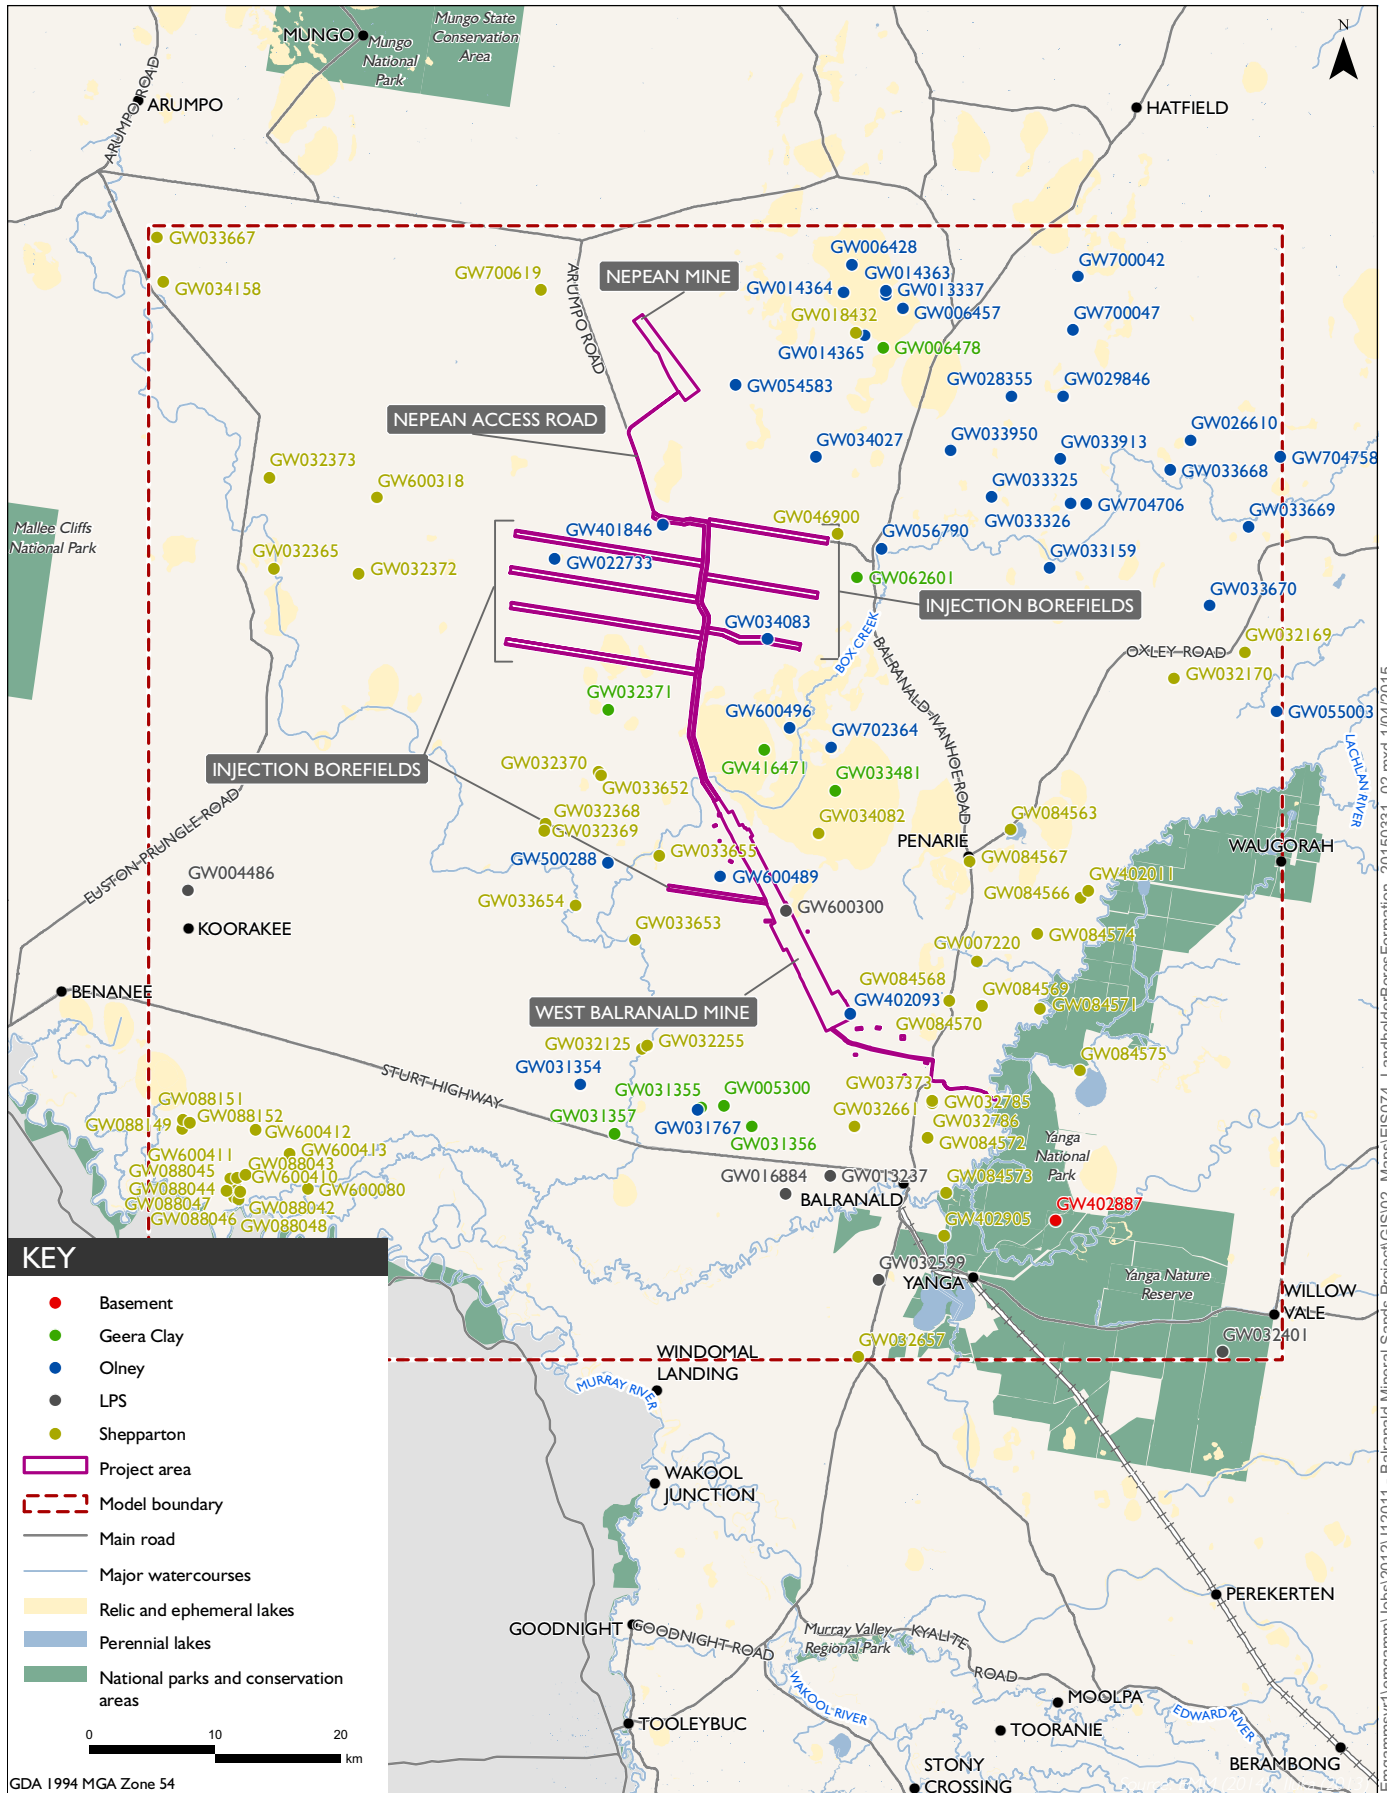 N
MUNGO
Mungo
National
Park
Mungo State
Conservation
Area
ARUMPO
ARUMPO ROAD
HATFIELD
GW033667
GW034158
GW700619
ARUMPO ROAD
NEPEAN MINE
GW006428
GW014363
GW014364
GW013337
GW006457
GW018432
GW014365
GW006478
GW700042
GW700047
GW054583
GW028355
GW029846
NEPEAN ACCESS ROAD
GW034027
GW033950
GW033913
GW026610
GW704758
GW033668
GW032373
GW600318
GW033325
GW704706
GW033326
GW033669
Mallee Cliffs
National Park
GW401846
GW046900
GW056790
GW022733
GW033159
GW032365
GW032372
GW062601
INJECTION BOREFIELDS
GW033670
GW034083
BOX CREEK
BALRANALD-IVANHOE ROAD
GW032169
OXLEY ROAD
GW032170
GW032371
GW600496
GW702364
GW055003
LACHLAN RIVER
GW416471
GW033481
INJECTION BOREFIELDS
GW032370
GW033652
EUSTON-PRUNGLE ROAD
GW032368
GW032369
GW034082
GW084563
PENARIE
GW084567
WAUGORAH
GW500288
GW033655
GW600489
GW004486
GW402011
GW084566
GW033654
GW600300
KOORAKEE
GW033653
GW084574
GW007220
BENANEE
GW084568
GW084569
GW402093
GW084571
WEST BALRANALD MINE
GW084570
GW032125
GW032255
GW084575
GW031354
STURT HIGHWAY
GW031355
GW005300
GW037373
GW032785
GW088151
GW088152
GW088149
GW600412
GW031357
GW031767
GW031356
GW032661
GW032786
GW084572
Yanga
National
Park
GW600411
GW600413
GW088045
GW088043
GW600410
GW088044
GW600080
GW088047
GW088042
GW088046
GW088048
GW016884
GW013237
GW084573
BALRANALD
GW402887
GW402905
GW032599
YANGA
Yanga Nature
Reserve
WILLOW
VALE
GW032401
GW032657
WINDOMAL
LANDING
MURRAY RIVER
WAKOOL
JUNCTION
PEREKERTEN
GOODNIGHT
GOODNIGHT ROAD
Murray Valley
Regional Park
KYALITE
ROAD
WAKOOL RIVER
MOOLPA
EDWARD RIVER
TOORANIE
TOOLEYBUC
BERAMBONG
STONY
CROSSING
KEY
Basement
Geera Clay
Olney
LPS
Shepparton
Project area
Model boundary
Main road
Major watercourses
Relic and ephemeral lakes
Perennial lakes
National parks and conservation
areas
0 10 20
km
GDA 1994 MGA Zone 54